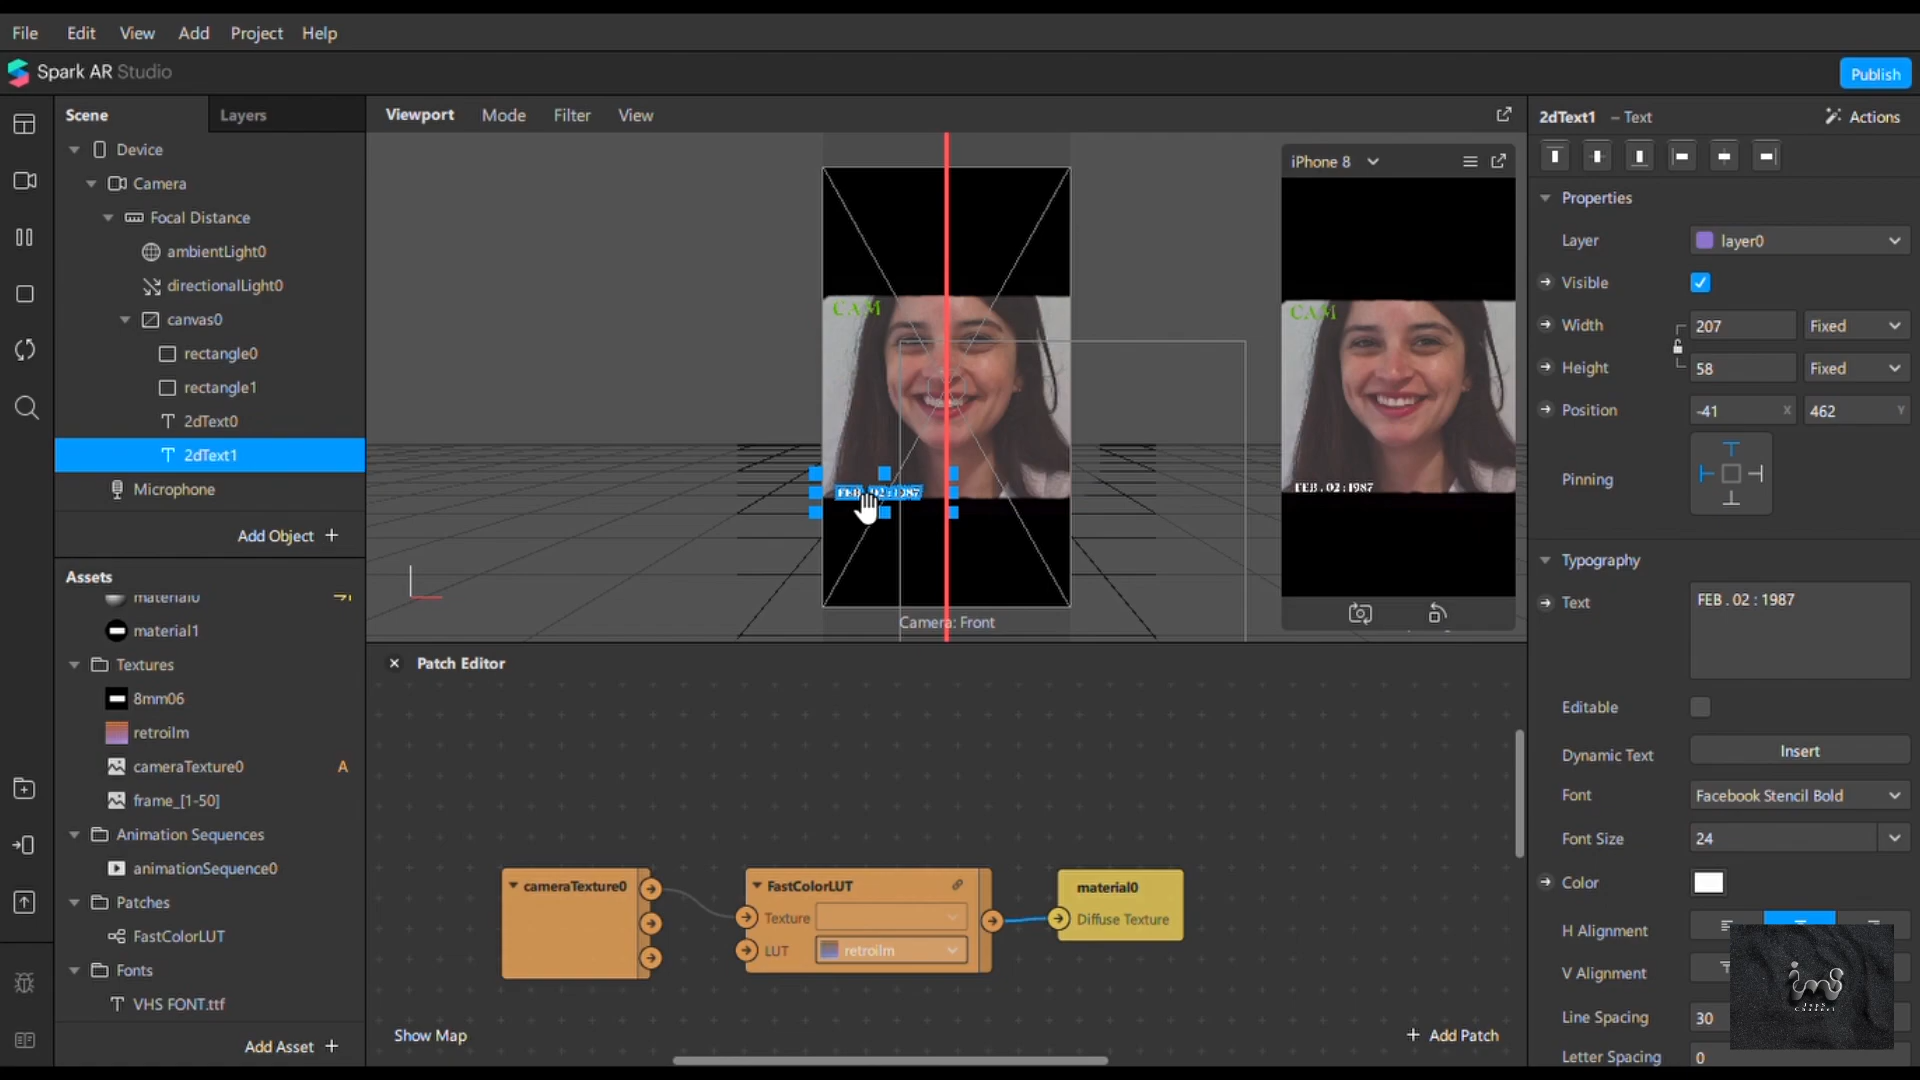 File Edit View Add Project Help
Spark AR Studio
Publish
Scene
Layers
Device
Camera
Focal Distance
ambientLight0
directionalLight0
canvas0
rectangle0
rectangle1
2dText0
2dText1
Microphone
Add Object +
Assets
material0
material1
Textures
8mm06
retroilm
cameraTexture0 A
frame_[1-50]
Animation Sequences
animationSequence0
Patches
FastColorLUT
Fonts
VHS FONT.ttf
Add Asset +
Viewport Mode Filter View
CAM
FEB.02:1987
Camera: Front
iPhone 8
CAM
FEB.02:1987
Patch Editor
cameraTexture0
FastColorLUT
Texture
LUT retroilm
material0
Diffuse Texture
Show Map
+ Add Patch
2dText1 – Text
Actions
Properties
Layer layer0
Visible
Width 207 Fixed
Height 58 Fixed
Position -41 X 462 Y
Pinning
Typography
Text FEB . 02 : 1987
Editable
Dynamic Text Insert
Font Facebook Stencil Bold
Font Size 24
Color
H Alignment
V Alignment
Line Spacing 30
Letter Spacing 0